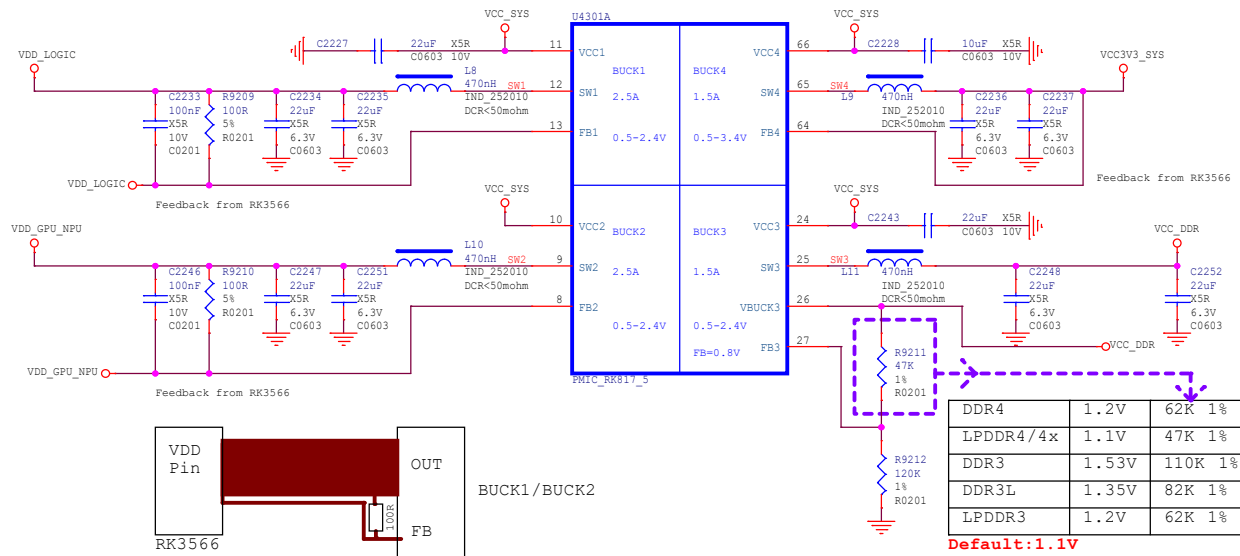 U4301A
PMIC_RK817_5
VCC_SYS
C2227
22uF X5R
C0603 10V
11 VCC1
VDD_LOGIC
L8
470nH
IND_252010
DCR<50mohm
SW1
12 SW1
C2233
100nF
X5R
10V
C0201
R9209
100R
5%
R0201
C2234
22uF
X5R
6.3V
C0603
C2235
22uF
X5R
6.3V
C0603
13 FB1
VDD_LOGIC
Feedback from RK3566
BUCK1
2.5A
0.5-2.4V
BUCK4
1.5A
0.5-3.4V
VCC_SYS
VCC4 66
C2228
10uF X5R
C0603 10V
VCC3V3_SYS
SW4 65
SW4
L9
470nH
IND_252010
DCR<50mohm
C2236
22uF
X5R
6.3V
C0603
C2237
22uF
X5R
6.3V
C0603
FB4 64
Feedback from RK3566
VCC_SYS
10 VCC2
VDD_GPU_NPU
L10
470nH
IND_252010
DCR<50mohm
SW2
9 SW2
C2246
100nF
X5R
10V
C0201
R9210
100R
5%
R0201
C2247
22uF
X5R
6.3V
C0603
C2251
22uF
X5R
6.3V
C0603
8 FB2
VDD_GPU_NPU
Feedback from RK3566
BUCK2
2.5A
0.5-2.4V
BUCK3
1.5A
0.5-2.4V
FB=0.8V
VCC_SYS
VCC3 24
C2243
22uF X5R
C0603 10V
VCC_DDR
SW3 25
SW3
L11
470nH
IND_252010
DCR<50mohm
C2248
22uF
X5R
6.3V
C0603
C2252
22uF
X5R
6.3V
C0603
VBUCK3 26
FB3 27
VCC_DDR
R9211
47K
1%
R0201
R9212
120K
1%
R0201
DDR4 1.2V 62K 1%
LPDDR4/4x 1.1V 47K 1%
DDR3 1.53V 110K 1%
DDR3L 1.35V 82K 1%
LPDDR3 1.2V 62K 1%
Default:1.1V
VDD
Pin
RK3566
100R
OUT
FB
BUCK1/BUCK2